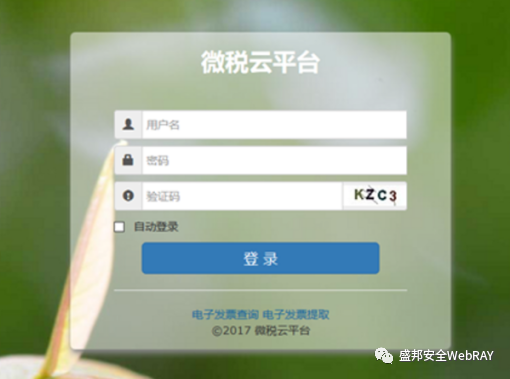 微税云平台
用户名
密码
验证码 KZC3
自动登录
登 录
电子发票查询 电子发票提取
©2017 微税云平台
盛邦安全WebRAY